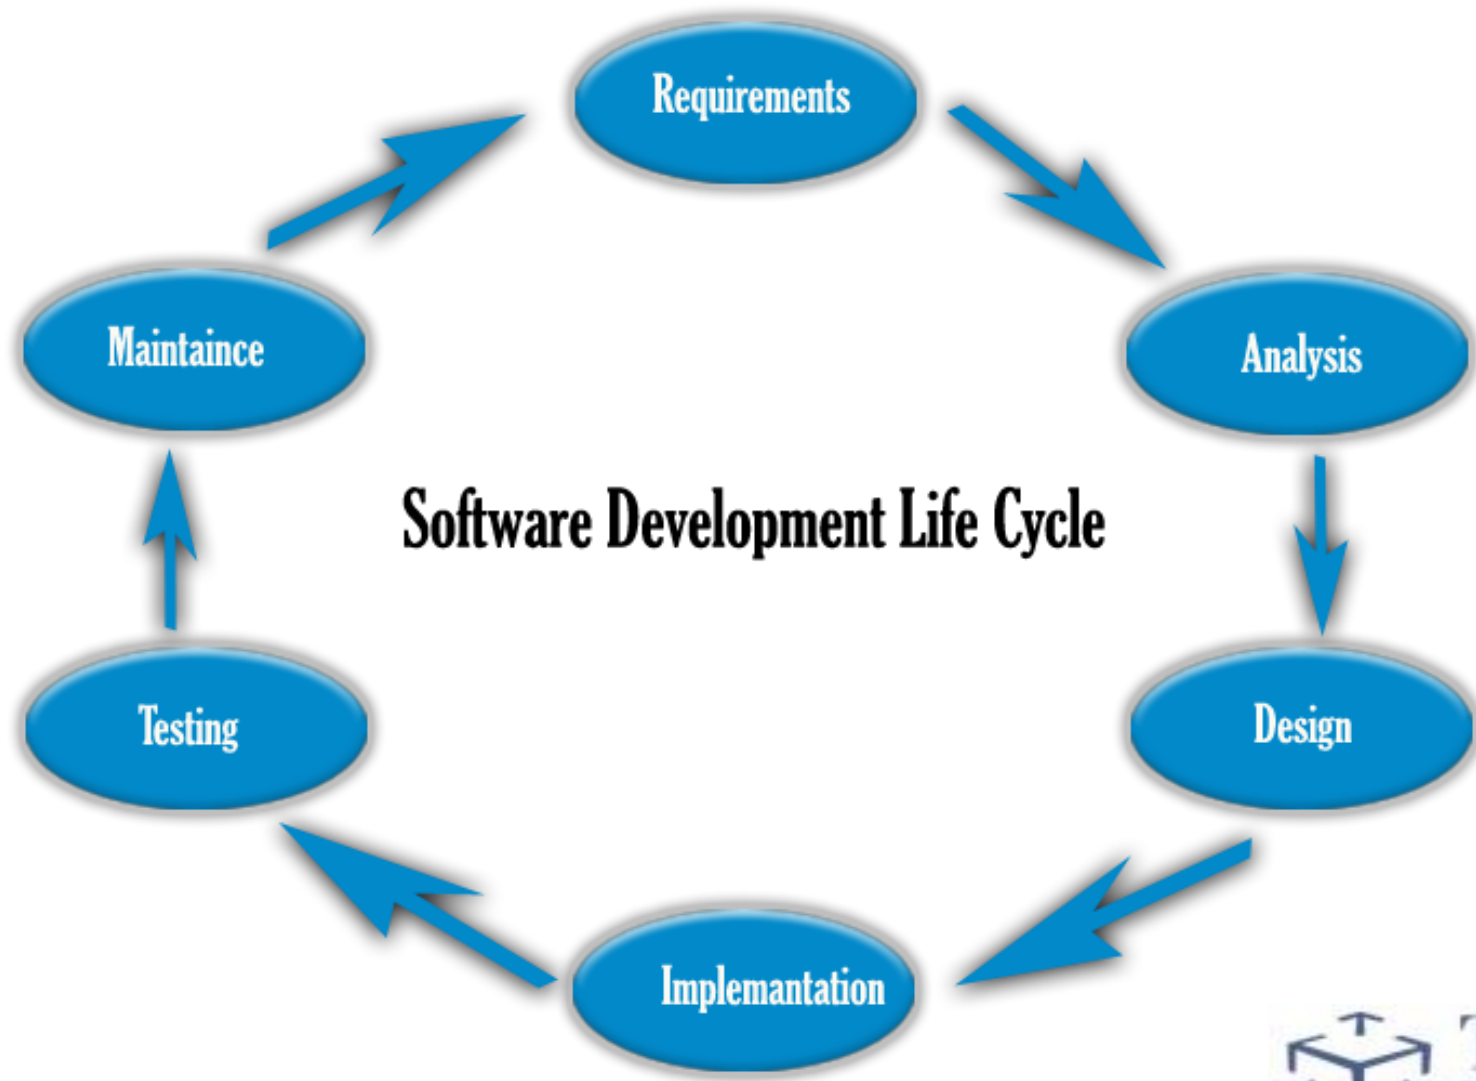 Requirements
Analysis
Design
Implemantation
Testing
Maintaince
Software Development Life Cycle